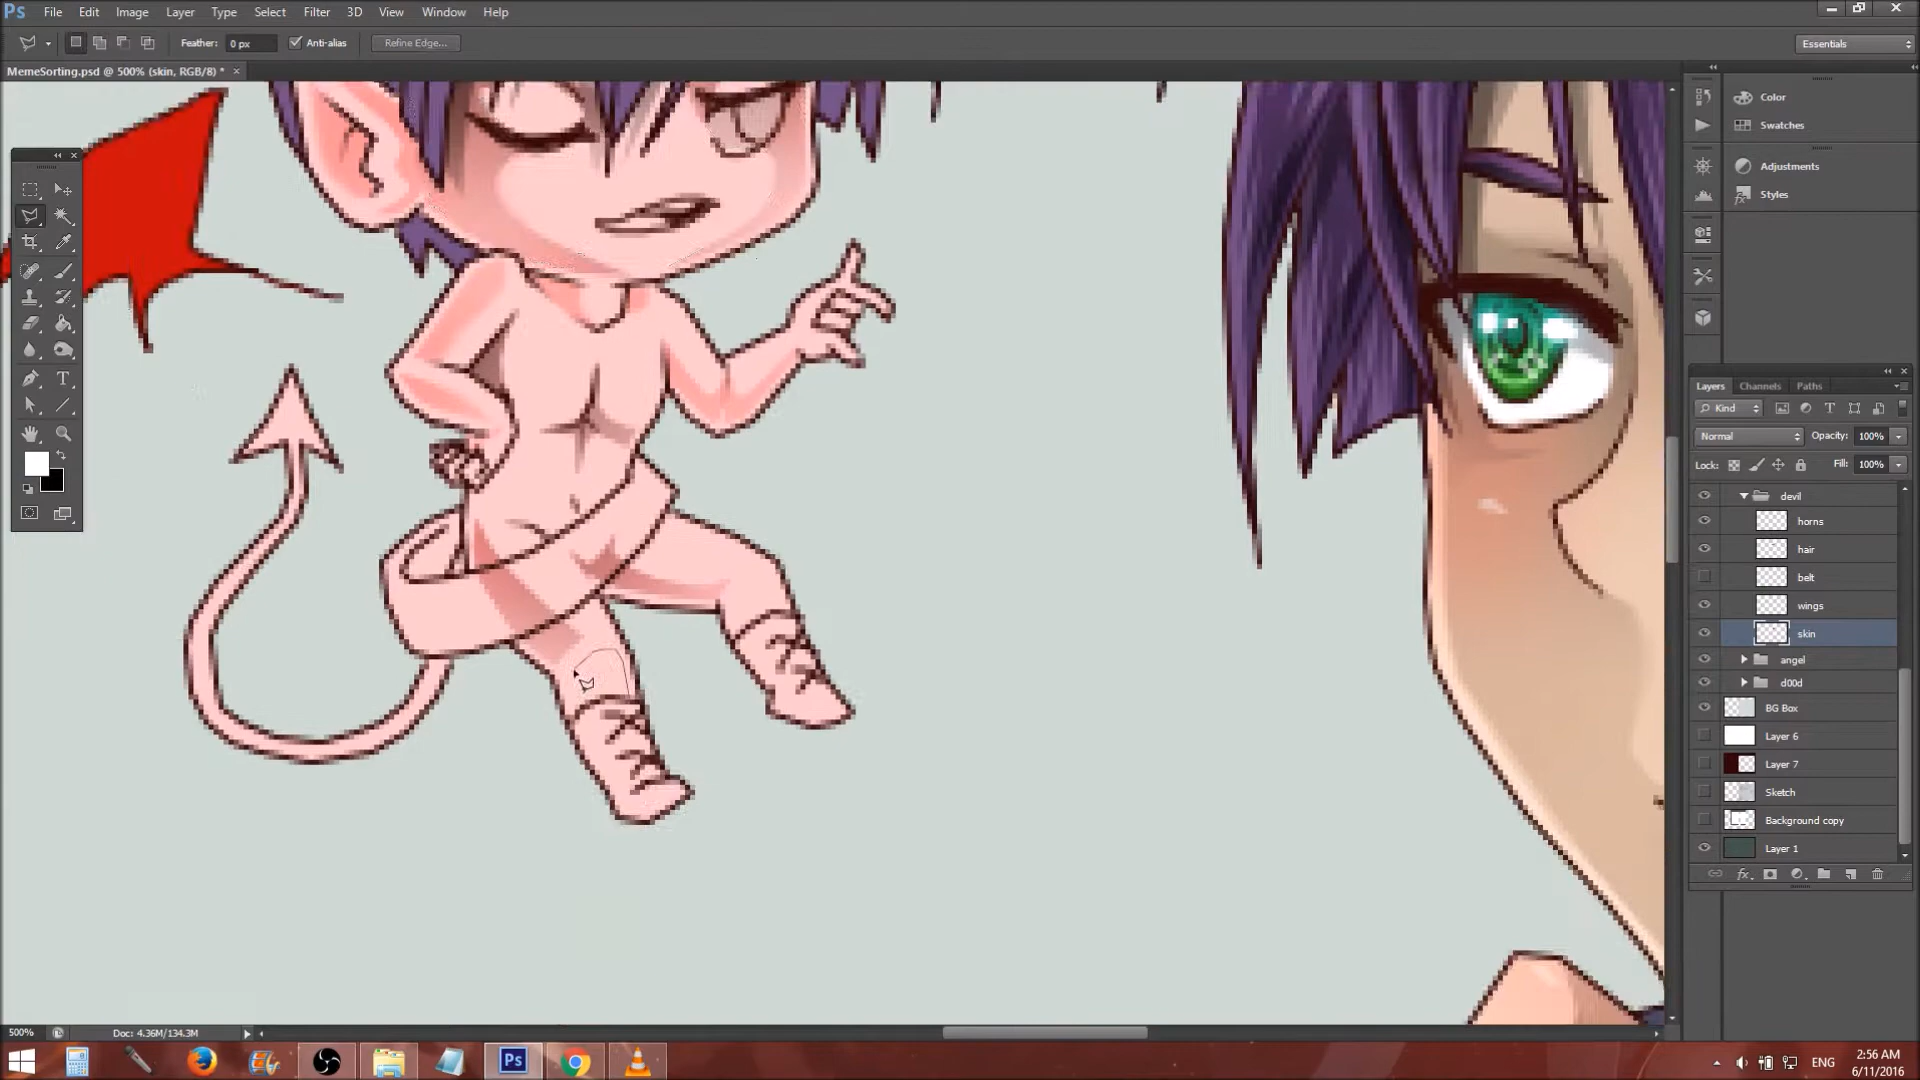 Ps File Edit Image Layer Type Select Filter 3D View Window Help
Feather: 0 px Anti-alias Refine Edge... Essentials
MemeSorting.psd @ 500% (skin, RGB/8) * ×
Color
Swatches
Adjustments
Styles
Layers Channels Paths
Kind
Normal Opacity: 100%
Lock: Fill: 100%
devil
horns
hair
belt
wings
skin
angel
d00d
BG Box
Layer 6
Layer 7
Sketch
Background copy
Layer 1
fx
500% Doc: 4.36M/134.3M
Ps ENG 2:56 AM
6/11/2016